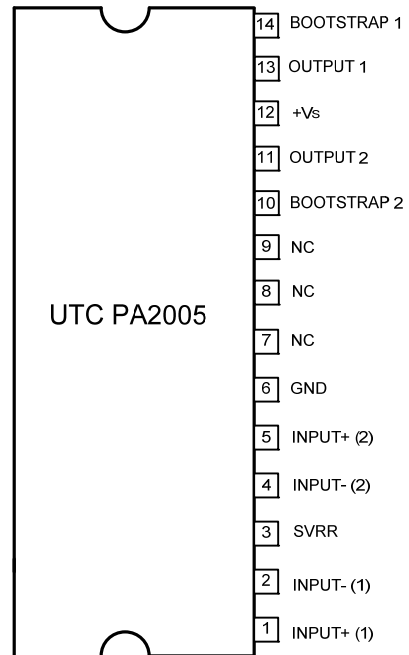 14 BOOTSTRAP 1
13 OUTPUT 1
12 +Vs
11 OUTPUT 2
10 BOOTSTRAP 2
9 NC
8 NC
UTC PA2005
7 NC
6 GND
5 INPUT+ (2)
4 INPUT- (2)
3 SVRR
2 INPUT- (1)
1 INPUT+ (1)